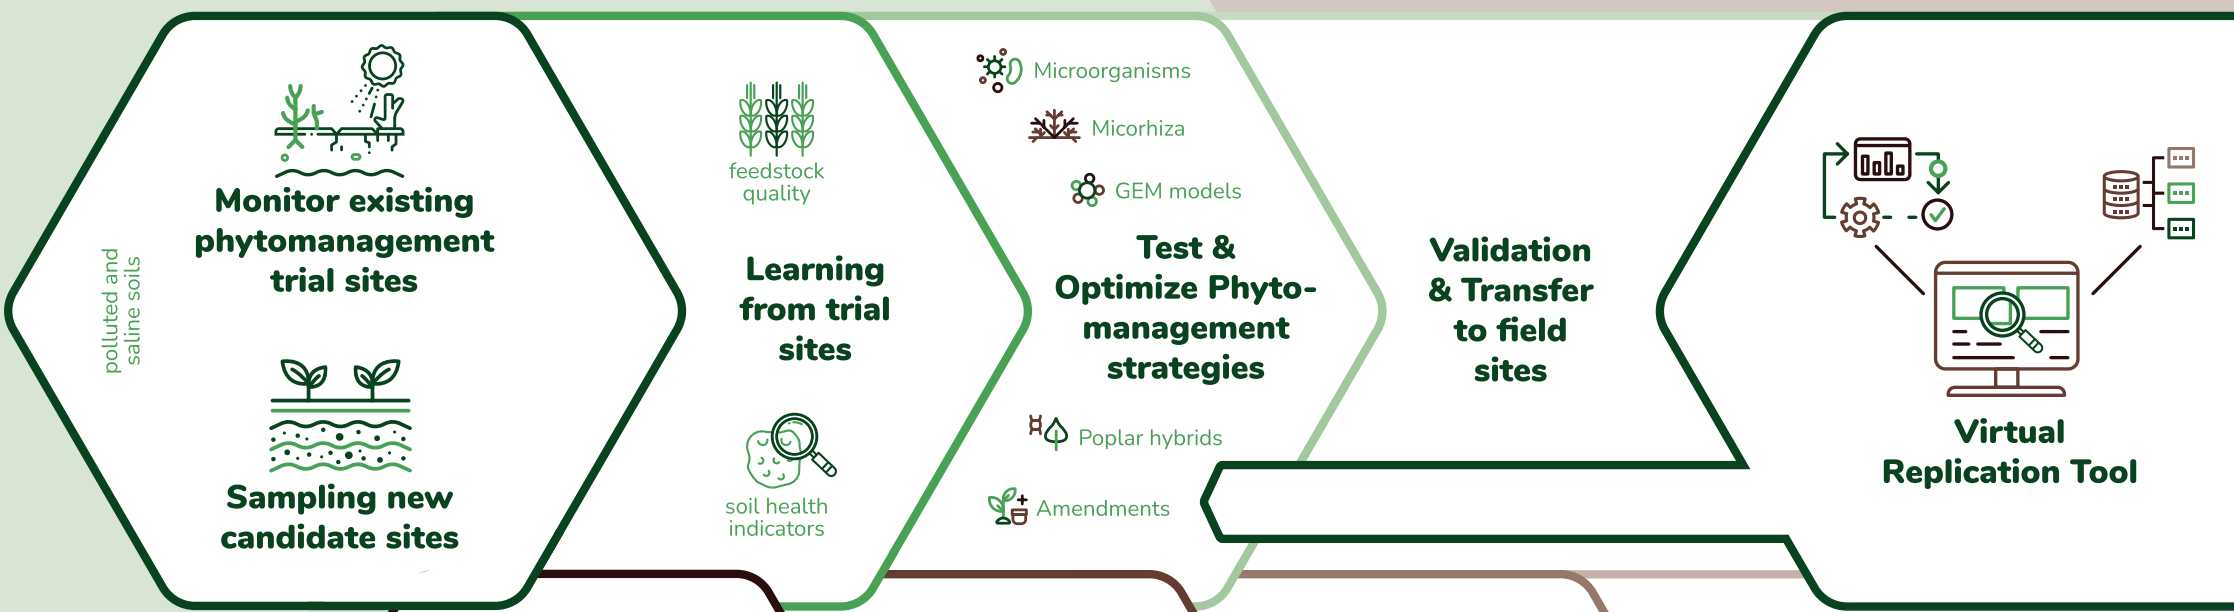 polluted and
saline soils
Monitor existing
phytomanagement
trial sites
Sampling new
candidate sites
feedstock
quality
Learning
from trial
sites
soil health
indicators
Microorganisms
Micorhiza
GEM models
Test &
Optimize Phyto-
management
strategies
Poplar hybrids
Amendments
Validation
& Transfer
to field
sites
Virtual
Replication Tool